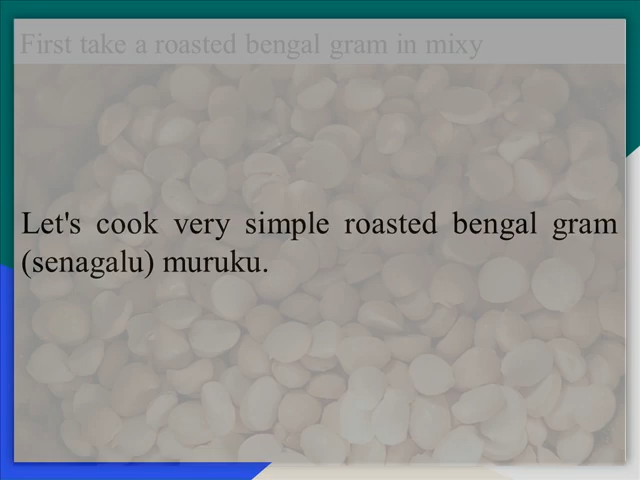 First take a roasted bengal gram in mixy
Let's cook very simple roasted bengal gram
(senagalu) muruku.